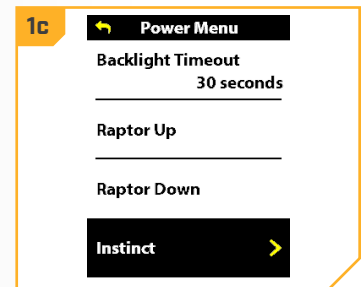 1c
Power Menu
Backlight Timeout
30 seconds
Raptor Up
Raptor Down
Instinct